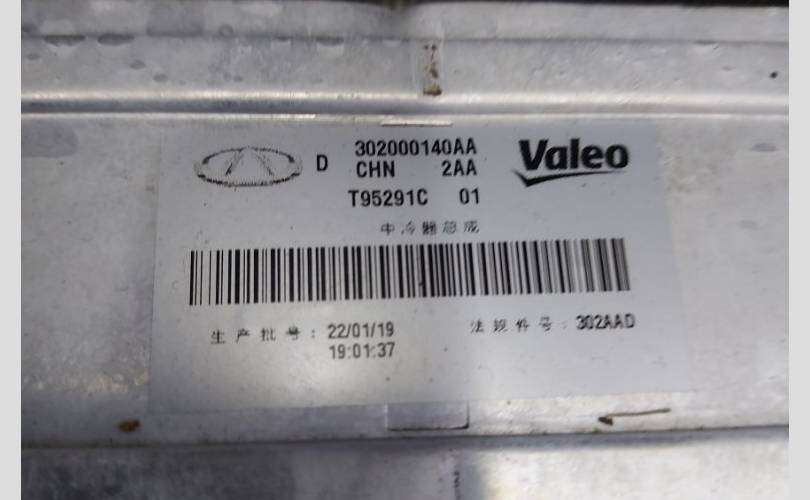 D 302000140AA
CHN 2AA
T95291C 01
Valeo
中冷器总成
生产批号: 22/01/19
19:01:37
法规件号: 302AAD